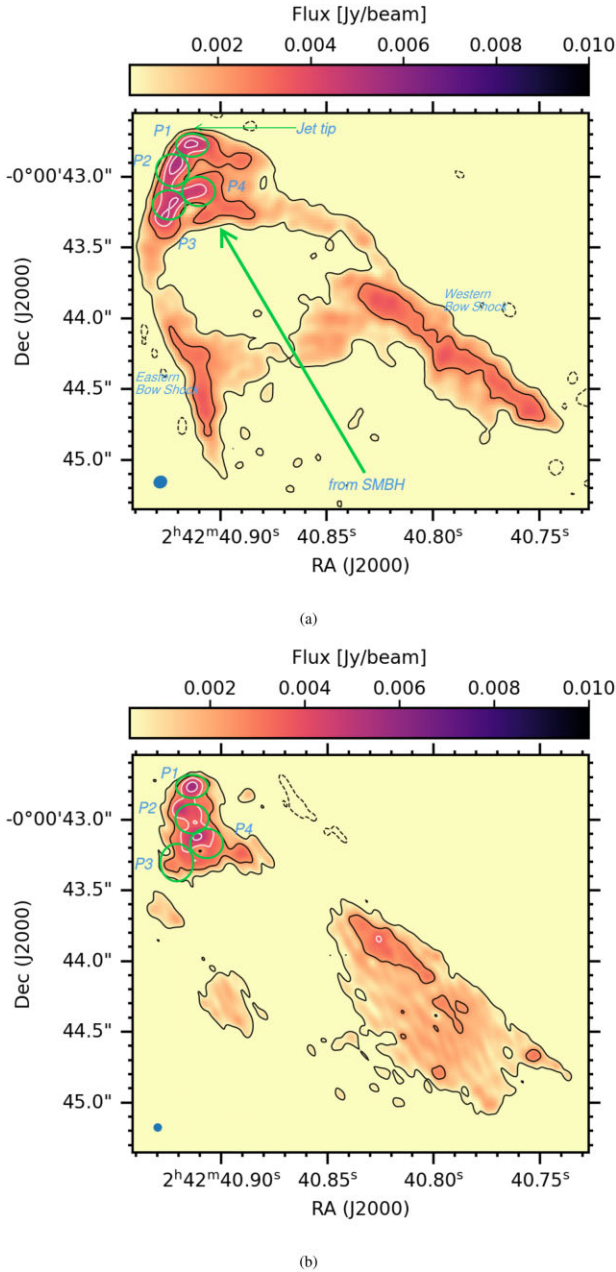 Flux [Jy/beam]
0.002 0.004 0.006 0.008 0.010
P1
Jet tip
P2
P4
P3
Western
Bow Shock
Eastern
Bow Shock
from SMBH
-0°00'43.0"
43.5"
44.0"
44.5"
45.0"
Dec (J2000)
2ʰ42ᵐ40.90ˢ 40.85ˢ 40.80ˢ 40.75ˢ
RA (J2000)
(a)
Flux [Jy/beam]
0.002 0.004 0.006 0.008 0.010
P1
P2
P4
P3
-0°00'43.0"
43.5"
44.0"
44.5"
45.0"
Dec (J2000)
2ʰ42ᵐ40.90ˢ 40.85ˢ 40.80ˢ 40.75ˢ
RA (J2000)
(b)